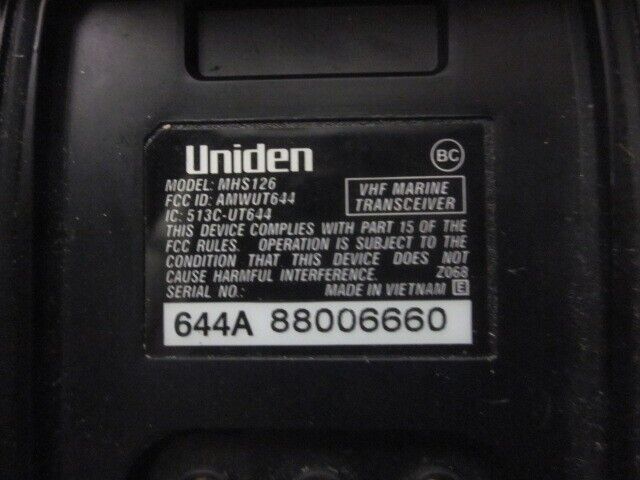 Uniden
BC
MODEL: MHS126
FCC ID: AMWUT644
IC: 513C-UT644
VHF MARINE
TRANSCEIVER
THIS DEVICE COMPLIES WITH PART 15 OF THE
FCC RULES. OPERATION IS SUBJECT TO THE
CONDITION THAT THIS DEVICE DOES NOT
CAUSE HARMFUL INTERFERENCE. Z068
SERIAL NO.: MADE IN VIETNAM E
644A 88006660